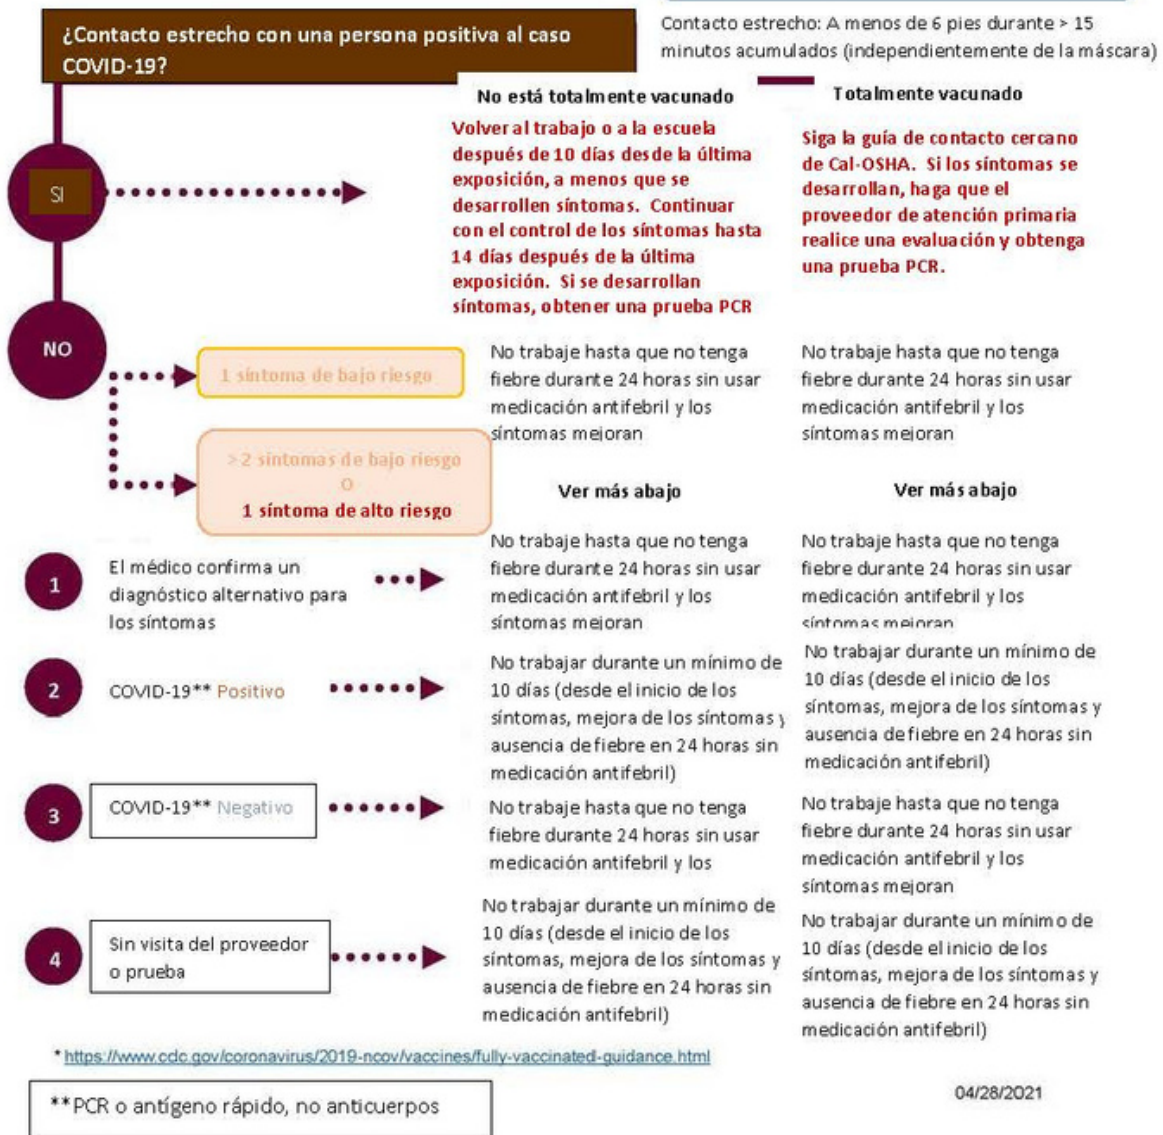 ¿Contacto estrecho con una persona positiva al caso
COVID-19?
Contacto estrecho: A menos de 6 pies durante > 15
minutos acumulados (independientemente de la máscara)
No está totalmente vacunado
Volver al trabajo o a la escuela
después de 10 días desde la última
exposición, a menos que se
desarrollen síntomas. Continuar
con el control de los síntomas hasta
14 días después de la última
exposición. Si se desarrollan
síntomas, obtener una prueba PCR
Totalmente vacunado
Siga la guía de contacto cercano
de Cal-OSHA. Si los síntomas se
desarrollan, haga que el
proveedor de atención primaria
realice una evaluación y obtenga
una prueba PCR.
SI
NO
1 síntoma de bajo riesgo
No trabaje hasta que no tenga
fiebre durante 24 horas sin usar
medicación antifebril y los
síntomas mejoran
No trabaje hasta que no tenga
fiebre durante 24 horas sin usar
medicación antifebril y los
síntomas mejoran
>2 síntomas de bajo riesgo
O
1 síntoma de alto riesgo
Ver más abajo
Ver más abajo
1
El médico confirma un
diagnóstico alternativo para
los síntomas
No trabaje hasta que no tenga
fiebre durante 24 horas sin usar
medicación antifebril y los
síntomas mejoran
No trabaje hasta que no tenga
fiebre durante 24 horas sin usar
medicación antifebril y los
síntomas mejoran
2
COVID-19** Positivo
No trabajar durante un mínimo de
10 días (desde el inicio de los
síntomas, mejora de los síntomas y
ausencia de fiebre en 24 horas sin
medicación antifebril)
No trabajar durante un mínimo de
10 días (desde el inicio de los
síntomas, mejora de los síntomas y
ausencia de fiebre en 24 horas sin
medicación antifebril)
3
COVID-19** Negativo
No trabaje hasta que no tenga
fiebre durante 24 horas sin usar
medicación antifebril y los
No trabaje hasta que no tenga
fiebre durante 24 horas sin usar
medicación antifebril y los
síntomas mejoran
4
Sin visita del proveedor
o prueba
No trabajar durante un mínimo de
10 días (desde el inicio de los
síntomas, mejora de los síntomas y
ausencia de fiebre en 24 horas sin
medicación antifebril)
No trabajar durante un mínimo de
10 días (desde el inicio de los
síntomas, mejora de los síntomas y
ausencia de fiebre en 24 horas sin
medicación antifebril)
* https://www.cdc.gov/coronavirus/2019-ncov/vaccines/fully-vaccinated-guidance.html
**PCR o antígeno rápido, no anticuerpos
04/28/2021